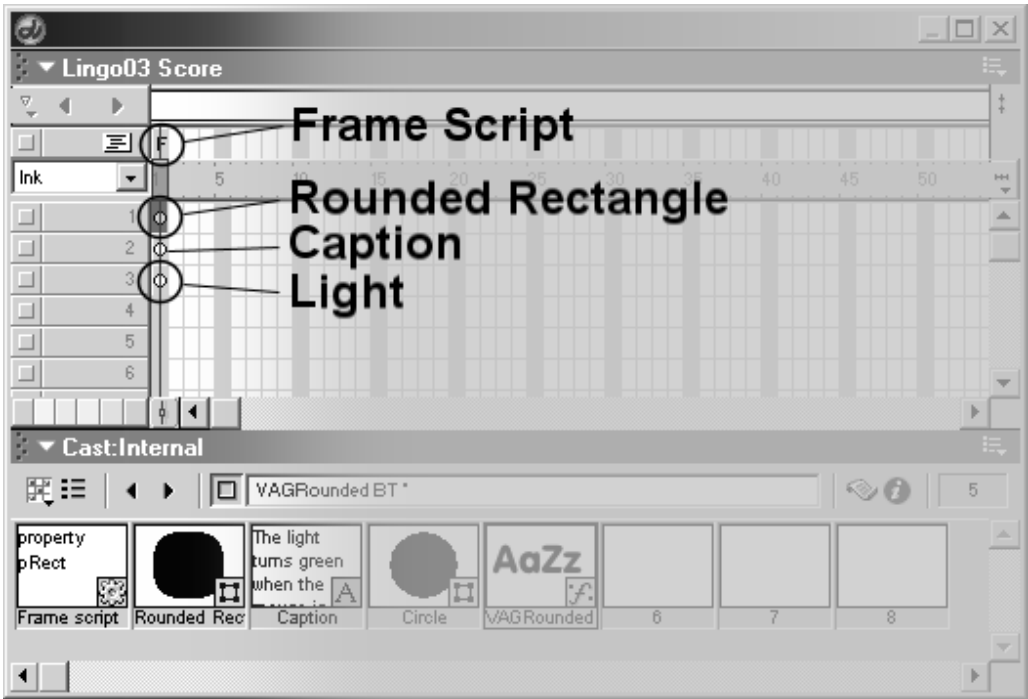 Lingo03 Score
Frame Script
F
Ink
5 10 15 20 25 30 35 40 45 50
Rounded Rectangle
1
Caption
2
Light
3
4
5
6
Cast:Internal
VAGRounded BT *
5
property
pRect
The light
turns green
when the
AaZz
Frame script Rounded Rec Caption Circle VAGRounded 6 7 8